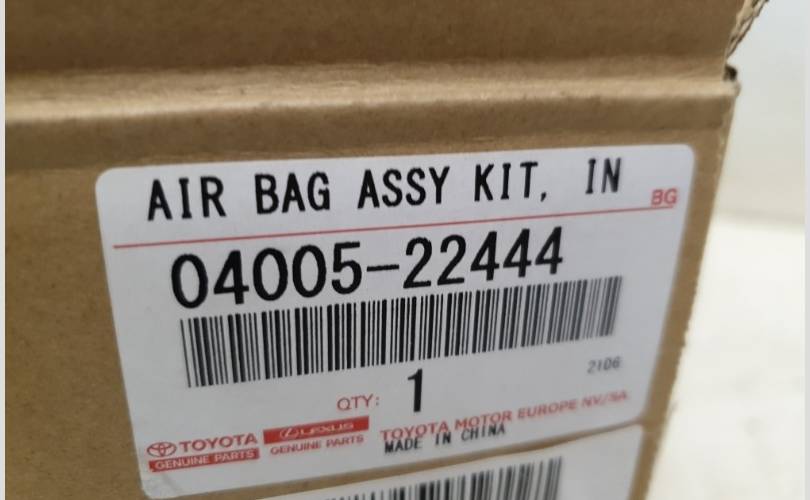 AIR BAG ASSY KIT, IN
BG
04005-22444
2106
QTY: 1
TOYOTA
GENUINE PARTS
LEXUS
GENUINE PARTS
TOYOTA MOTOR EUROPE NV/SA
MADE IN CHINA